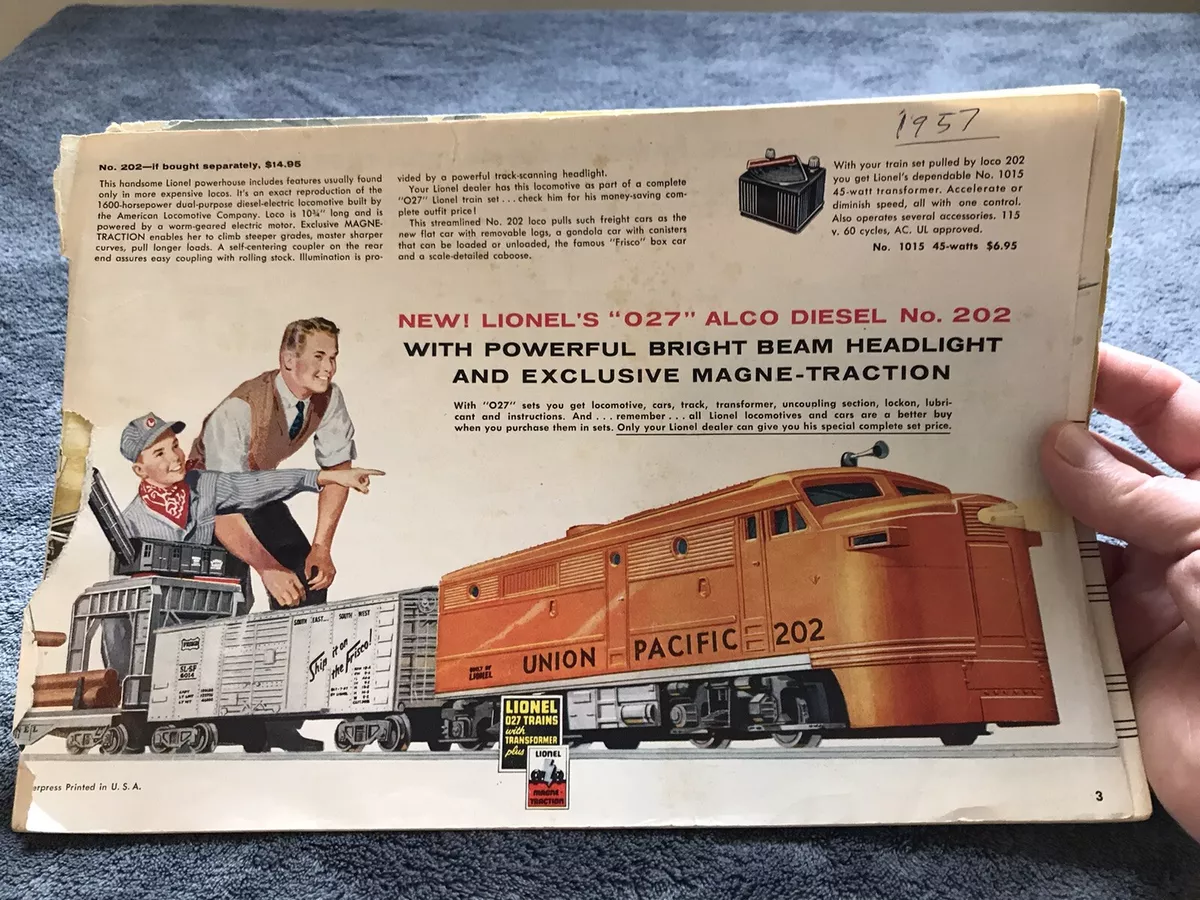 1957
No. 202—if bought separately, $14.95
This handsome Lionel powerhouse includes features usually found
only in more expensive locos. It's an exact reproduction of the
1600-horsepower dual-purpose diesel-electric locomotive built by
the American Locomotive Company. Loco is 10¾" long and is
powered by a worm-geared electric motor. Exclusive MAGNE-
TRACTION enables her to climb steeper grades, master sharper
curves, pull longer loads. A self-centering coupler on the rear
end assures easy coupling with rolling stock. Illumination is pro-
vided by a powerful track-scanning headlight.
Your Lionel dealer has this locomotive as part of a complete
"O27" Lionel train set . . . check him for his money-saving com-
plete outfit price!
This streamlined No. 202 loco pulls such freight cars as the
new flat car with removable logs, a gondola car with canisters
that can be loaded or unloaded, the famous "Frisco" box car
and a scale-detailed caboose.
With your train set pulled by loco 202
you get Lionel's dependable No. 1015
45-watt transformer. Accelerate or
diminish speed, all with one control.
Also operates several accessories. 115
v. 60 cycles, AC. UL approved.
No. 1015 45-watts $6.95
NEW! LIONEL'S "O27" ALCO DIESEL No. 202
WITH POWERFUL BRIGHT BEAM HEADLIGHT
AND EXCLUSIVE MAGNE-TRACTION
With "O27" sets you get locomotive, cars, track, transformer, uncoupling section, lockon, lubri-
cant and instructions. And . . . remember . . . all Lionel locomotives and cars are a better buy
when you purchase them in sets. Only your Lionel dealer can give you his special complete set price.
SOUTH EAST... SOUTH WEST
Ship it on
the Frisco!
FRISCO
SL-SF
6014
BUILT BY
LIONEL
UNION PACIFIC 202
LIONEL
O27 TRAINS
with
TRANSFORMER
plus
LIONEL
MAGNE-
TRACTION
erpress Printed in U. S. A.
3